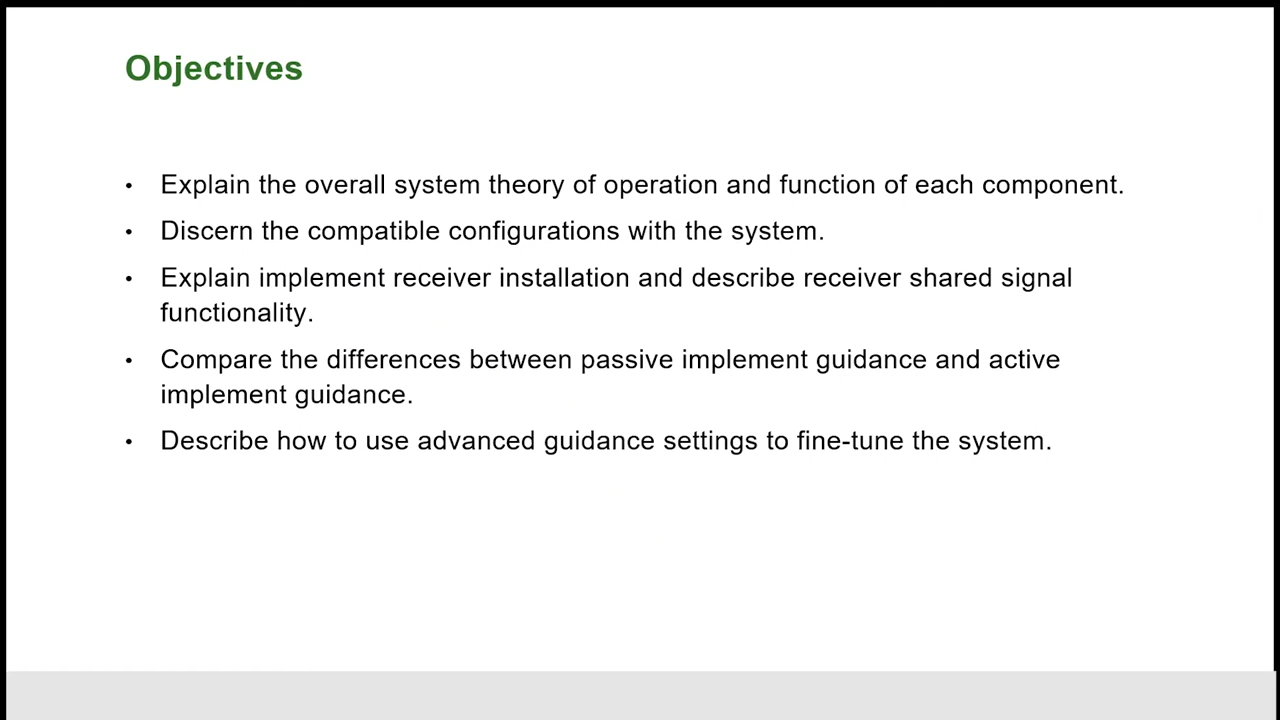 Objectives
• Explain the overall system theory of operation and function of each component.
• Discern the compatible configurations with the system.
• Explain implement receiver installation and describe receiver shared signal
functionality.
• Compare the differences between passive implement guidance and active
implement guidance.
• Describe how to use advanced guidance settings to fine-tune the system.